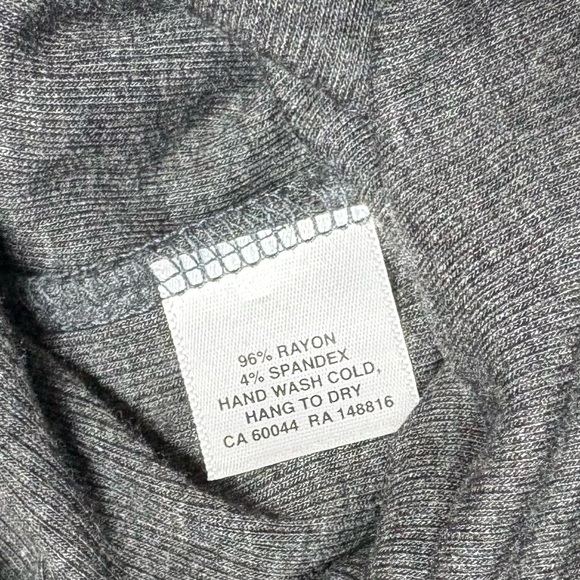 96% RAYON
4% SPANDEX
HAND WASH COLD,
HANG TO DRY
CA 60044 RA 148816